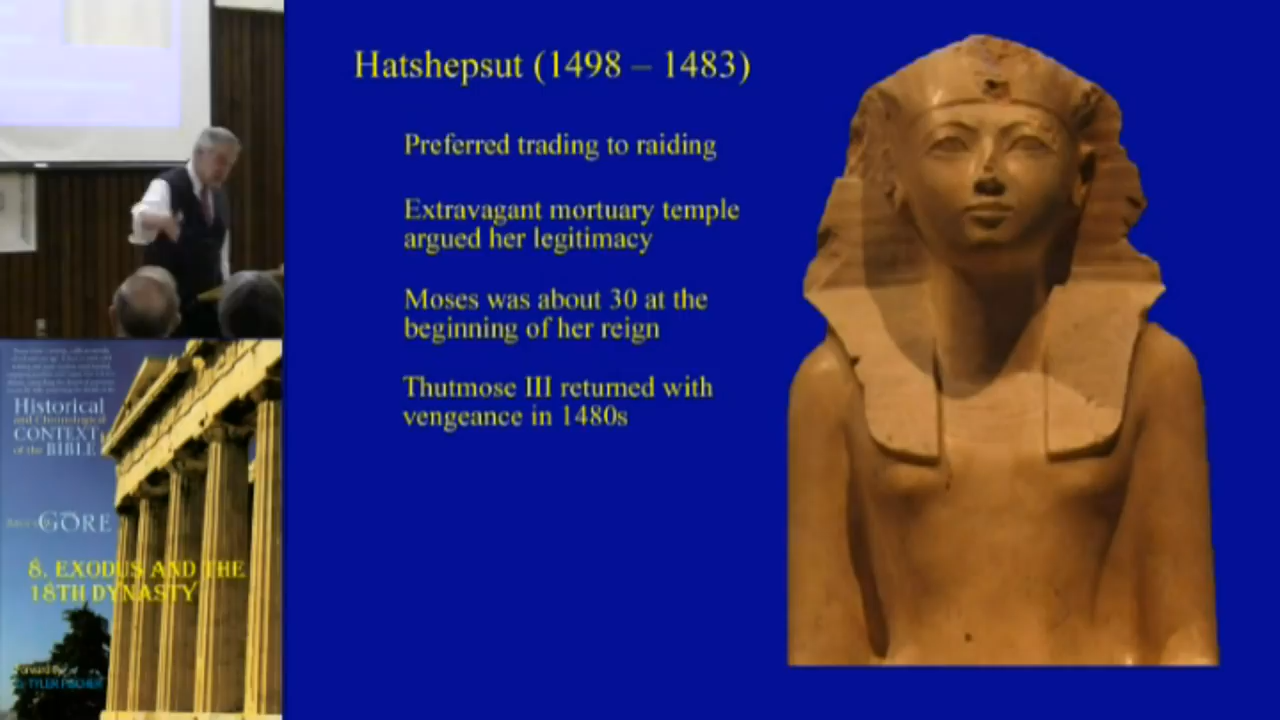 Hatshepsut (1498 – 1483)
Preferred trading to raiding
Extravagant mortuary temple
argued her legitimacy
Moses was about 30 at the
beginning of her reign
Thutmose III returned with
vengeance in 1480s
Historical
and Chronological
CONTEXT
of the BIBLE
GORE
8. EXODUS AND THE
18TH DYNASTY